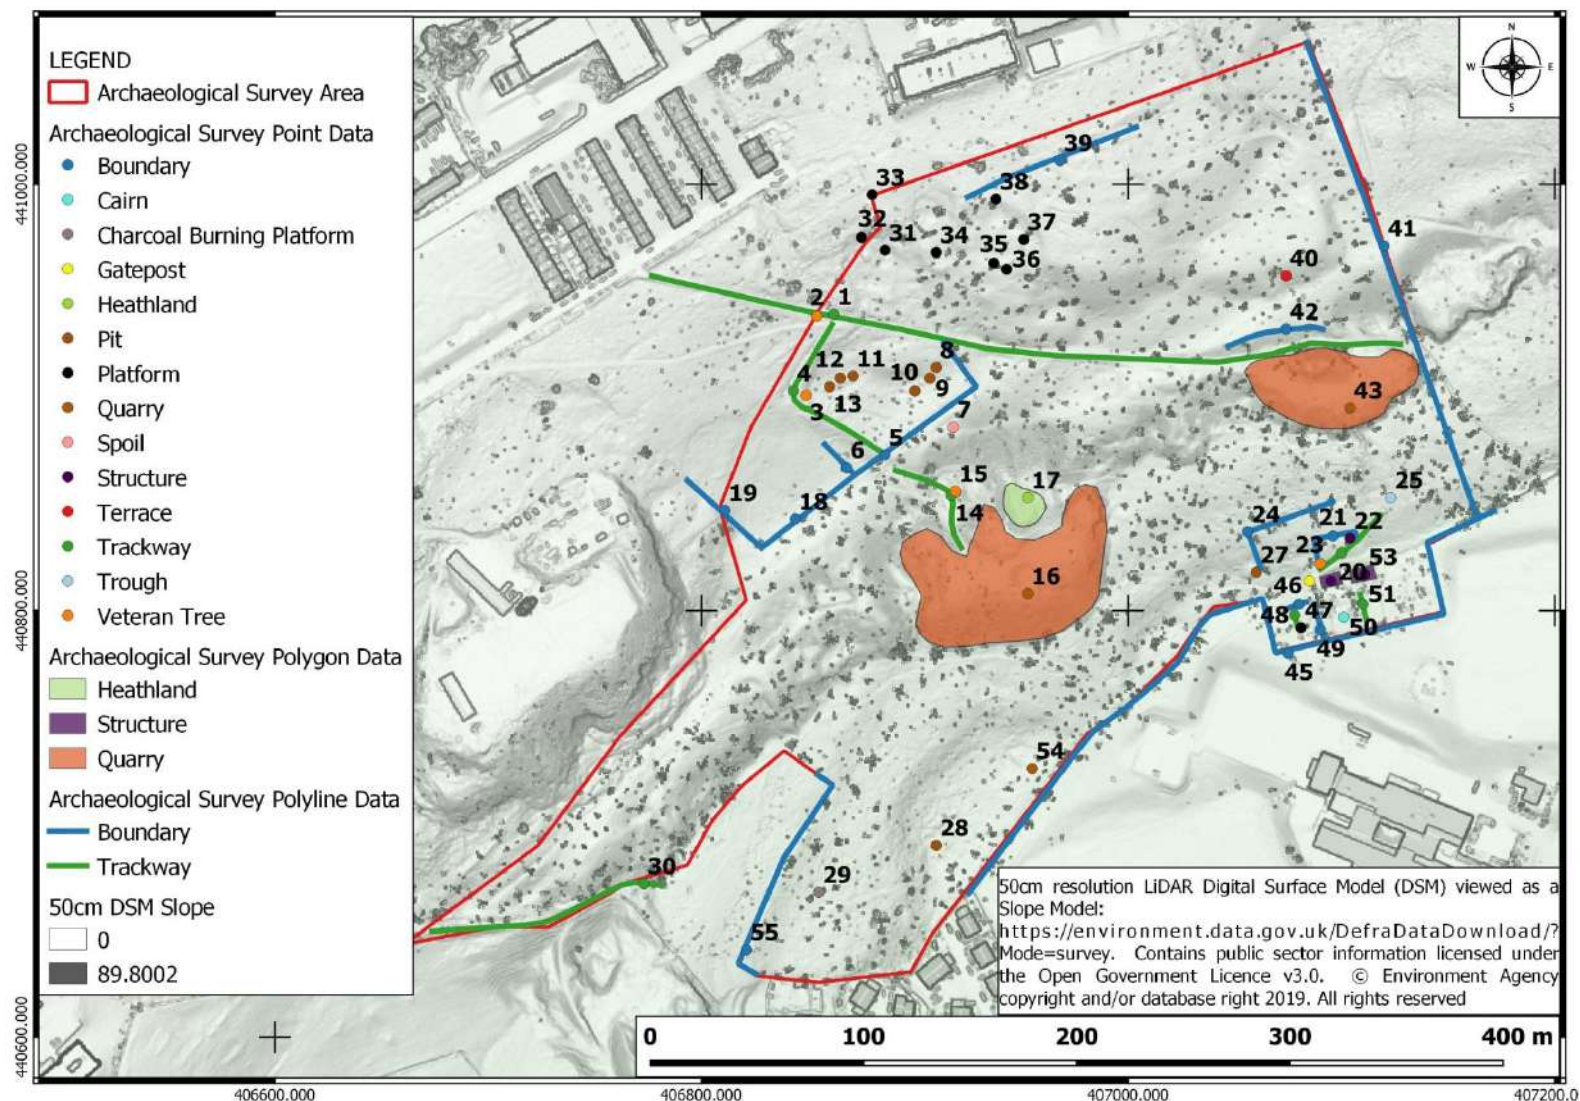 LEGEND
Archaeological Survey Area
Archaeological Survey Point Data
Boundary
Cairn
Charcoal Burning Platform
Gatepost
Heathland
Pit
Platform
Quarry
Spoil
Structure
Terrace
Trackway
Trough
Veteran Tree
Archaeological Survey Polygon Data
Heathland
Structure
Quarry
Archaeological Survey Polyline Data
Boundary
Trackway
50cm DSM Slope
0
89.8002
N
W E
S
441000.000
440800.000
440600.000
406600.000
406800.000
407000.000
407200.0
39
33
38
32
31
34
37
35
36
41
40
2
1
42
12
11
8
10
9
4
13
3
7
43
5
6
15
17
25
19
18
14
24
21
22
23
27
53
20
46
16
51
48
47
50
49
45
54
28
30
29
55
50cm resolution LiDAR Digital Surface Model (DSM) viewed as a
Slope Model:
https://environment.data.gov.uk/DefraDataDownload/?
Mode=survey. Contains public sector information licensed under
the Open Government Licence v3.0. © Environment Agency
copyright and/or database right 2019. All rights reserved
0 100 200 300 400 m